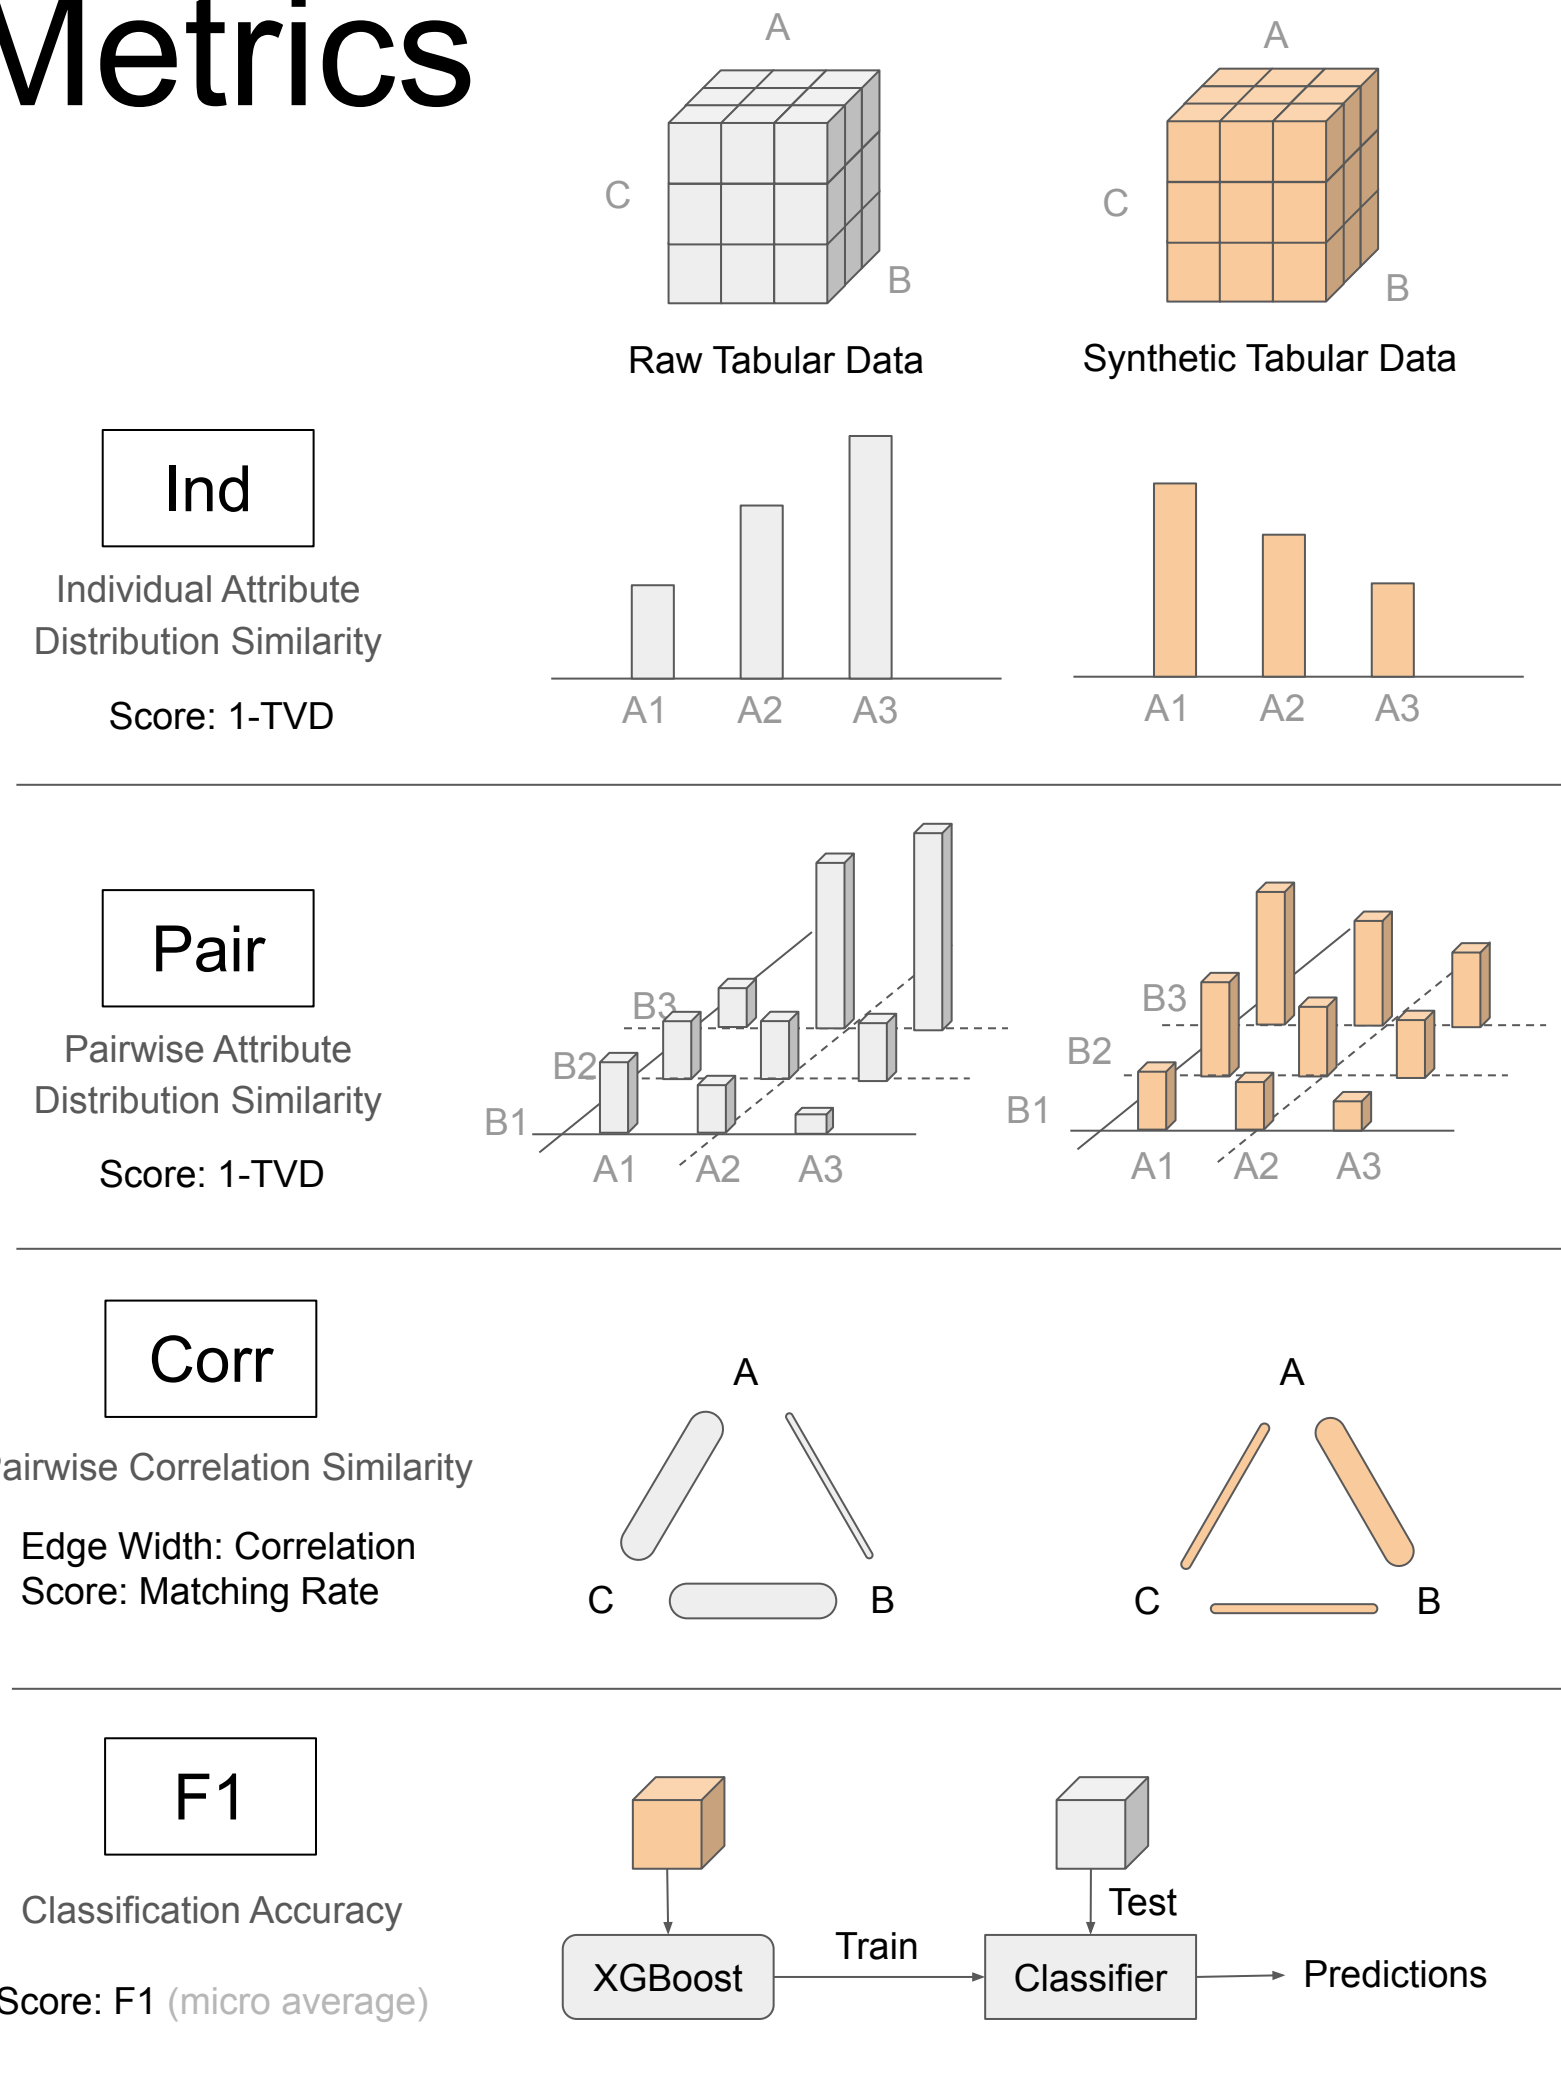 Metrics
A
A
C
C
B
B
Raw Tabular Data
Synthetic Tabular Data
Ind
Individual Attribute
Distribution Similarity
Score: 1-TVD
A1 A2 A3
A1 A2 A3
Pair
Pairwise Attribute
Distribution Similarity
Score: 1-TVD
B3
B2
B1
A1 A2 A3
B3
B2
B1
A1 A2 A3
Corr
Pairwise Correlation Similarity
Edge Width: Correlation
Score: Matching Rate
A
C
B
A
C
B
F1
Classification Accuracy
Score: F1 (micro average)
XGBoost
Train
Test
Classifier
Predictions